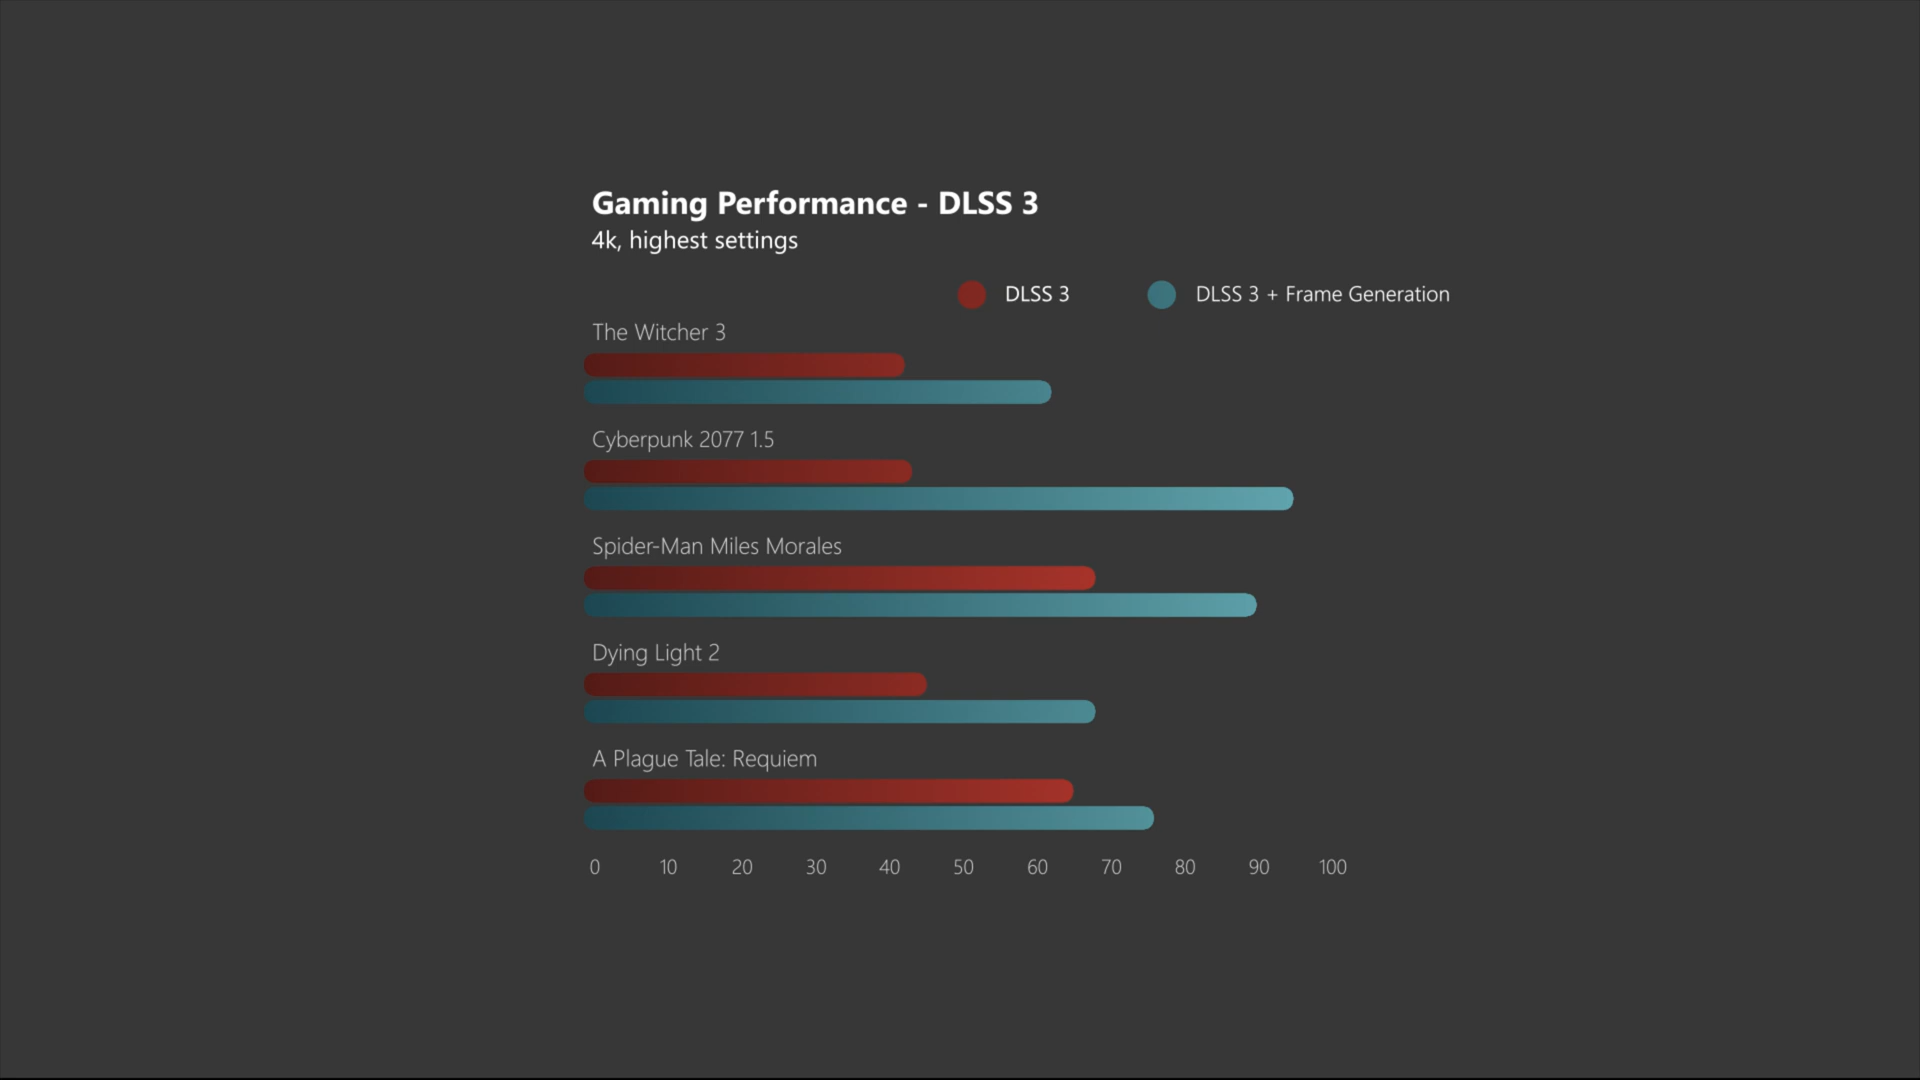 Gaming Performance - DLSS 3
4k, highest settings
DLSS 3 DLSS 3 + Frame Generation
The Witcher 3
Cyberpunk 2077 1.5
Spider-Man Miles Morales
Dying Light 2
A Plague Tale: Requiem
0 10 20 30 40 50 60 70 80 90 100